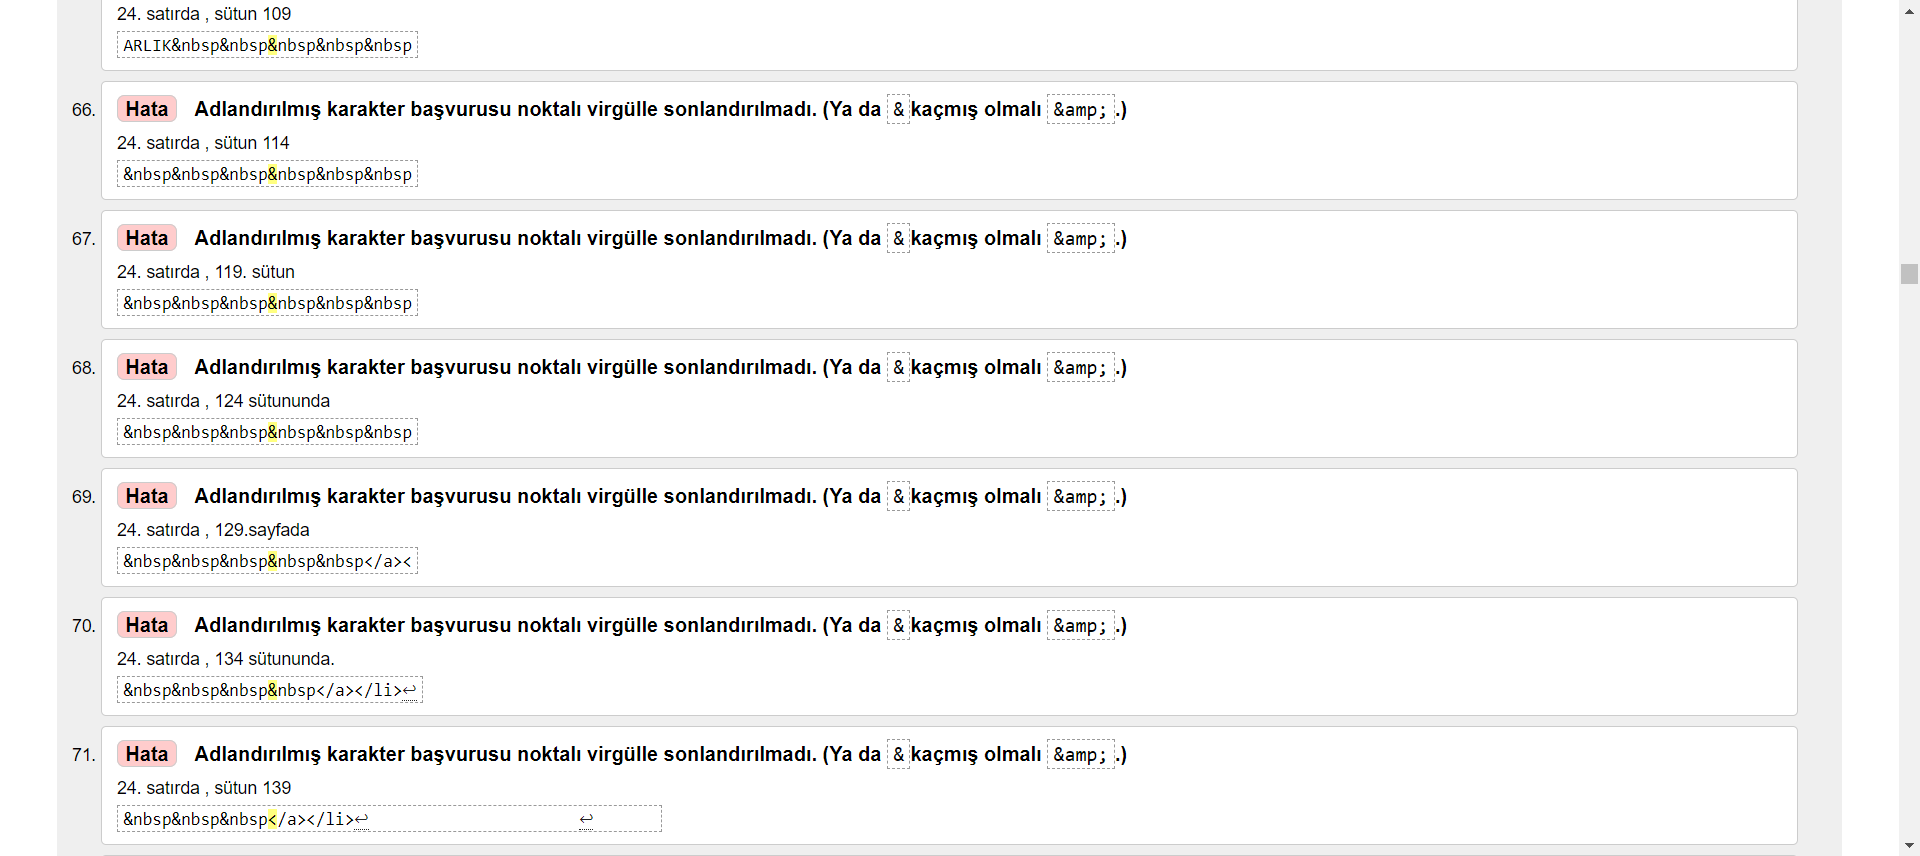 24. satırda , sütun 109
ARLIK&nbsp&nbsp&nbsp&nbsp&nbsp
66. Hata Adlandırılmış karakter başvurusu noktalı virgülle sonlandırılmadı. (Ya da & kaçmış olmalı &amp; .)
24. satırda , sütun 114
&nbsp&nbsp&nbsp&nbsp&nbsp&nbsp
67. Hata Adlandırılmış karakter başvurusu noktalı virgülle sonlandırılmadı. (Ya da & kaçmış olmalı &amp; .)
24. satırda , 119. sütun
&nbsp&nbsp&nbsp&nbsp&nbsp&nbsp
68. Hata Adlandırılmış karakter başvurusu noktalı virgülle sonlandırılmadı. (Ya da & kaçmış olmalı &amp; .)
24. satırda , 124 sütununda
&nbsp&nbsp&nbsp&nbsp&nbsp&nbsp
69. Hata Adlandırılmış karakter başvurusu noktalı virgülle sonlandırılmadı. (Ya da & kaçmış olmalı &amp; .)
24. satırda , 129.sayfada
&nbsp&nbsp&nbsp&nbsp&nbsp</a><
70. Hata Adlandırılmış karakter başvurusu noktalı virgülle sonlandırılmadı. (Ya da & kaçmış olmalı &amp; .)
24. satırda , 134 sütununda.
&nbsp&nbsp&nbsp&nbsp</a></li>↩
71. Hata Adlandırılmış karakter başvurusu noktalı virgülle sonlandırılmadı. (Ya da & kaçmış olmalı &amp; .)
24. satırda , sütun 139
&nbsp&nbsp&nbsp</a></li>↩ ↩